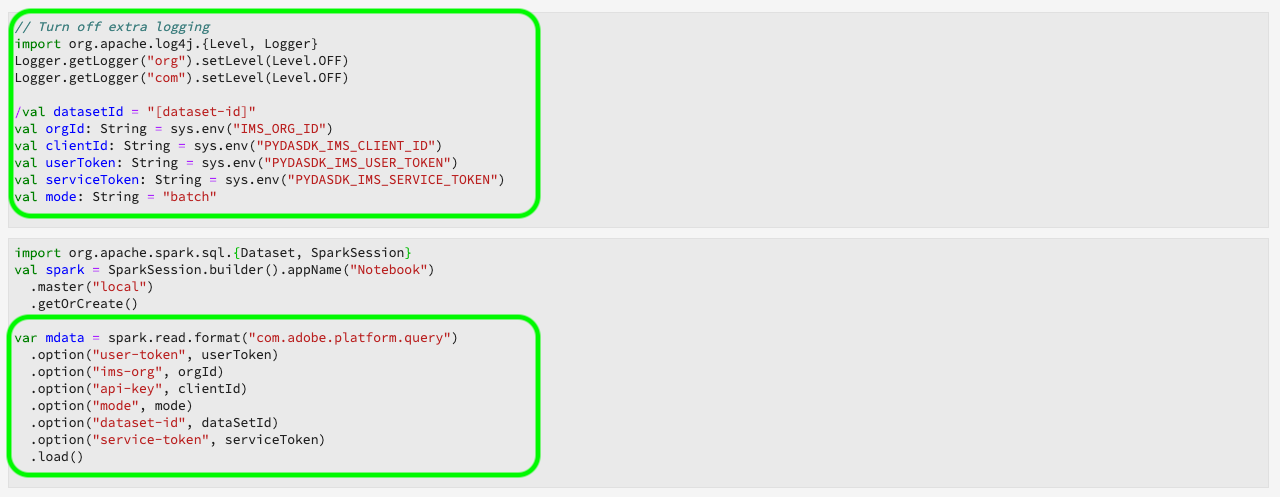 // Turn off extra logging
import org.apache.log4j.{Level, Logger}
Logger.getLogger("org").setLevel(Level.OFF)
Logger.getLogger("com").setLevel(Level.OFF)
/val datasetId = "[dataset-id]"
val orgId: String = sys.env("IMS_ORG_ID")
val clientId: String = sys.env("PYDASDK_IMS_CLIENT_ID")
val userToken: String = sys.env("PYDASDK_IMS_USER_TOKEN")
val serviceToken: String = sys.env("PYDASDK_IMS_SERVICE_TOKEN")
val mode: String = "batch"
import org.apache.spark.sql.{Dataset, SparkSession}
val spark = SparkSession.builder().appName("Notebook")
  .master("local")
  .getOrCreate()
var mdata = spark.read.format("com.adobe.platform.query")
  .option("user-token", userToken)
  .option("ims-org", orgId)
  .option("api-key", clientId)
  .option("mode", mode)
  .option("dataset-id", dataSetId)
  .option("service-token", serviceToken)
  .load()